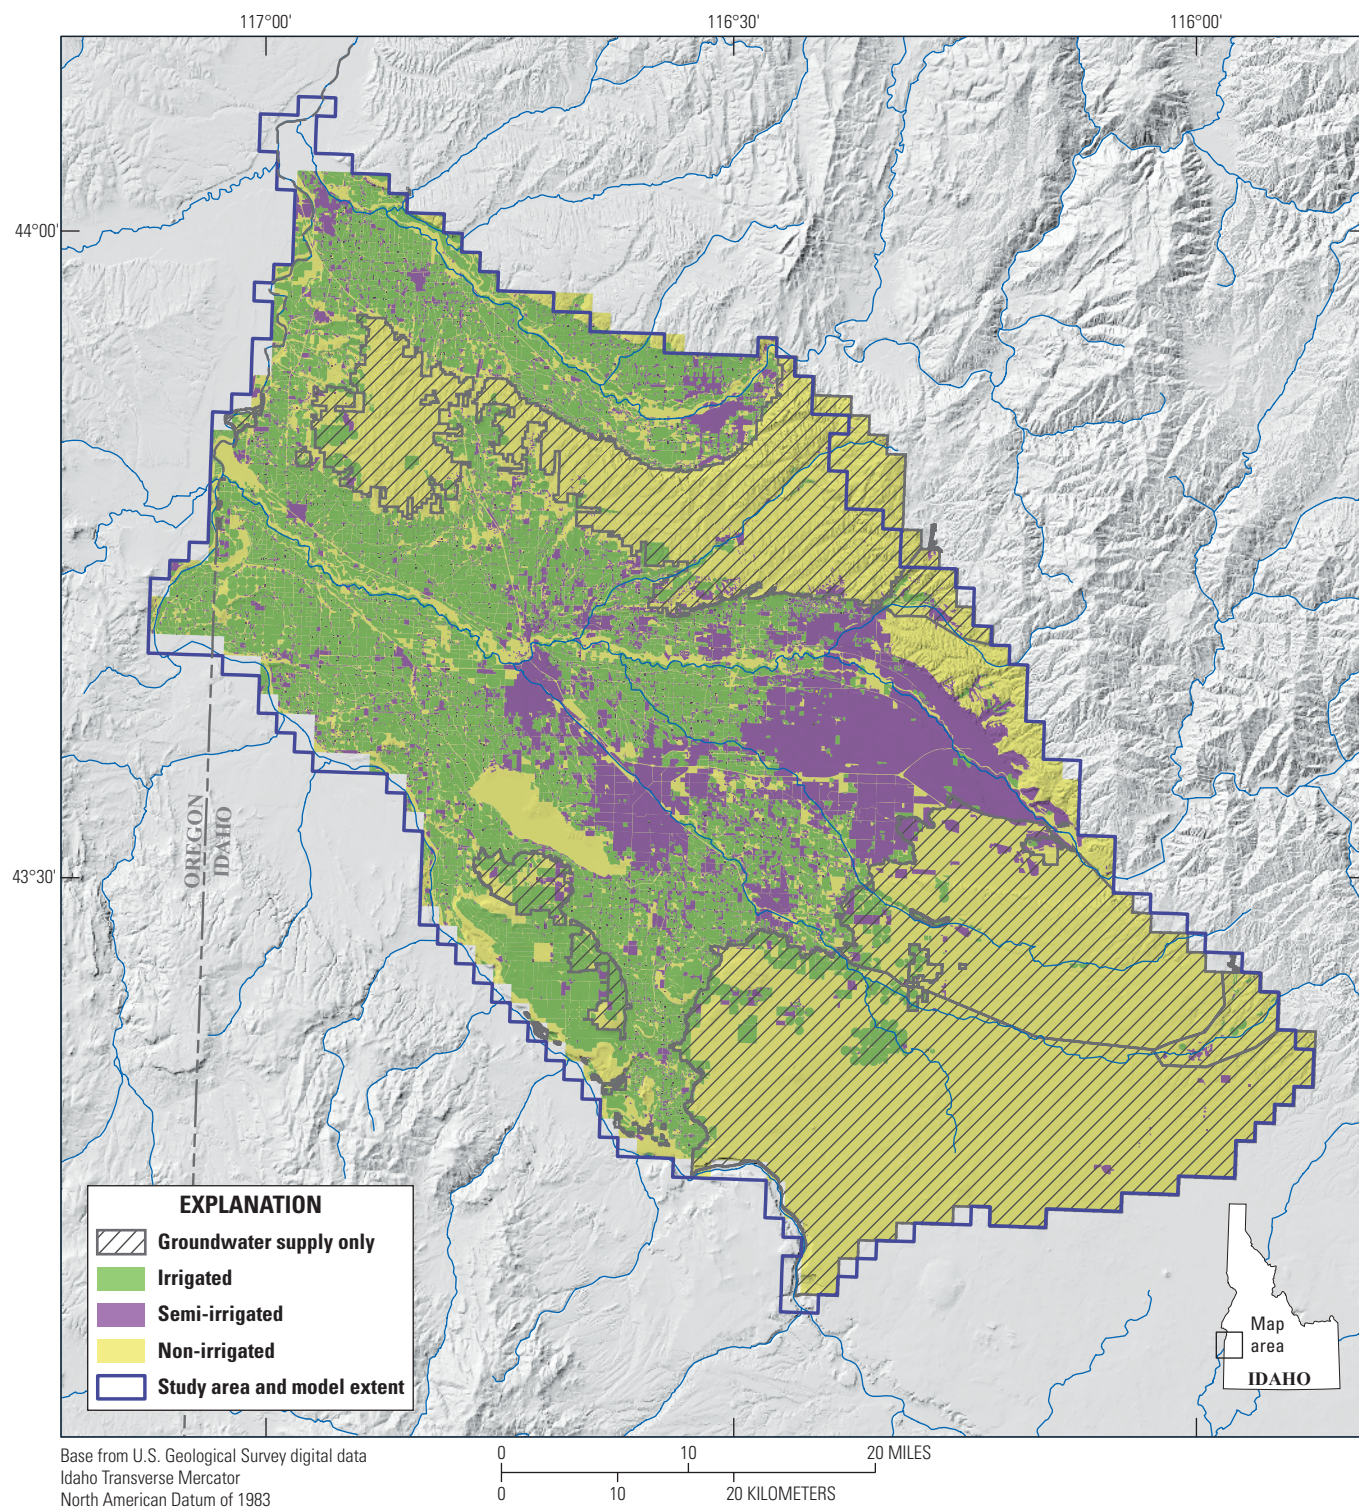 117°00'
116°30'
116°00'
44°00'
43°30'
OREGON
IDAHO
EXPLANATION
Groundwater supply only
Irrigated
Semi-irrigated
Non-irrigated
Study area and model extent
Map
area
IDAHO
Base from U.S. Geological Survey digital data
Idaho Transverse Mercator
North American Datum of 1983
0 10 20 MILES
0 10 20 KILOMETERS